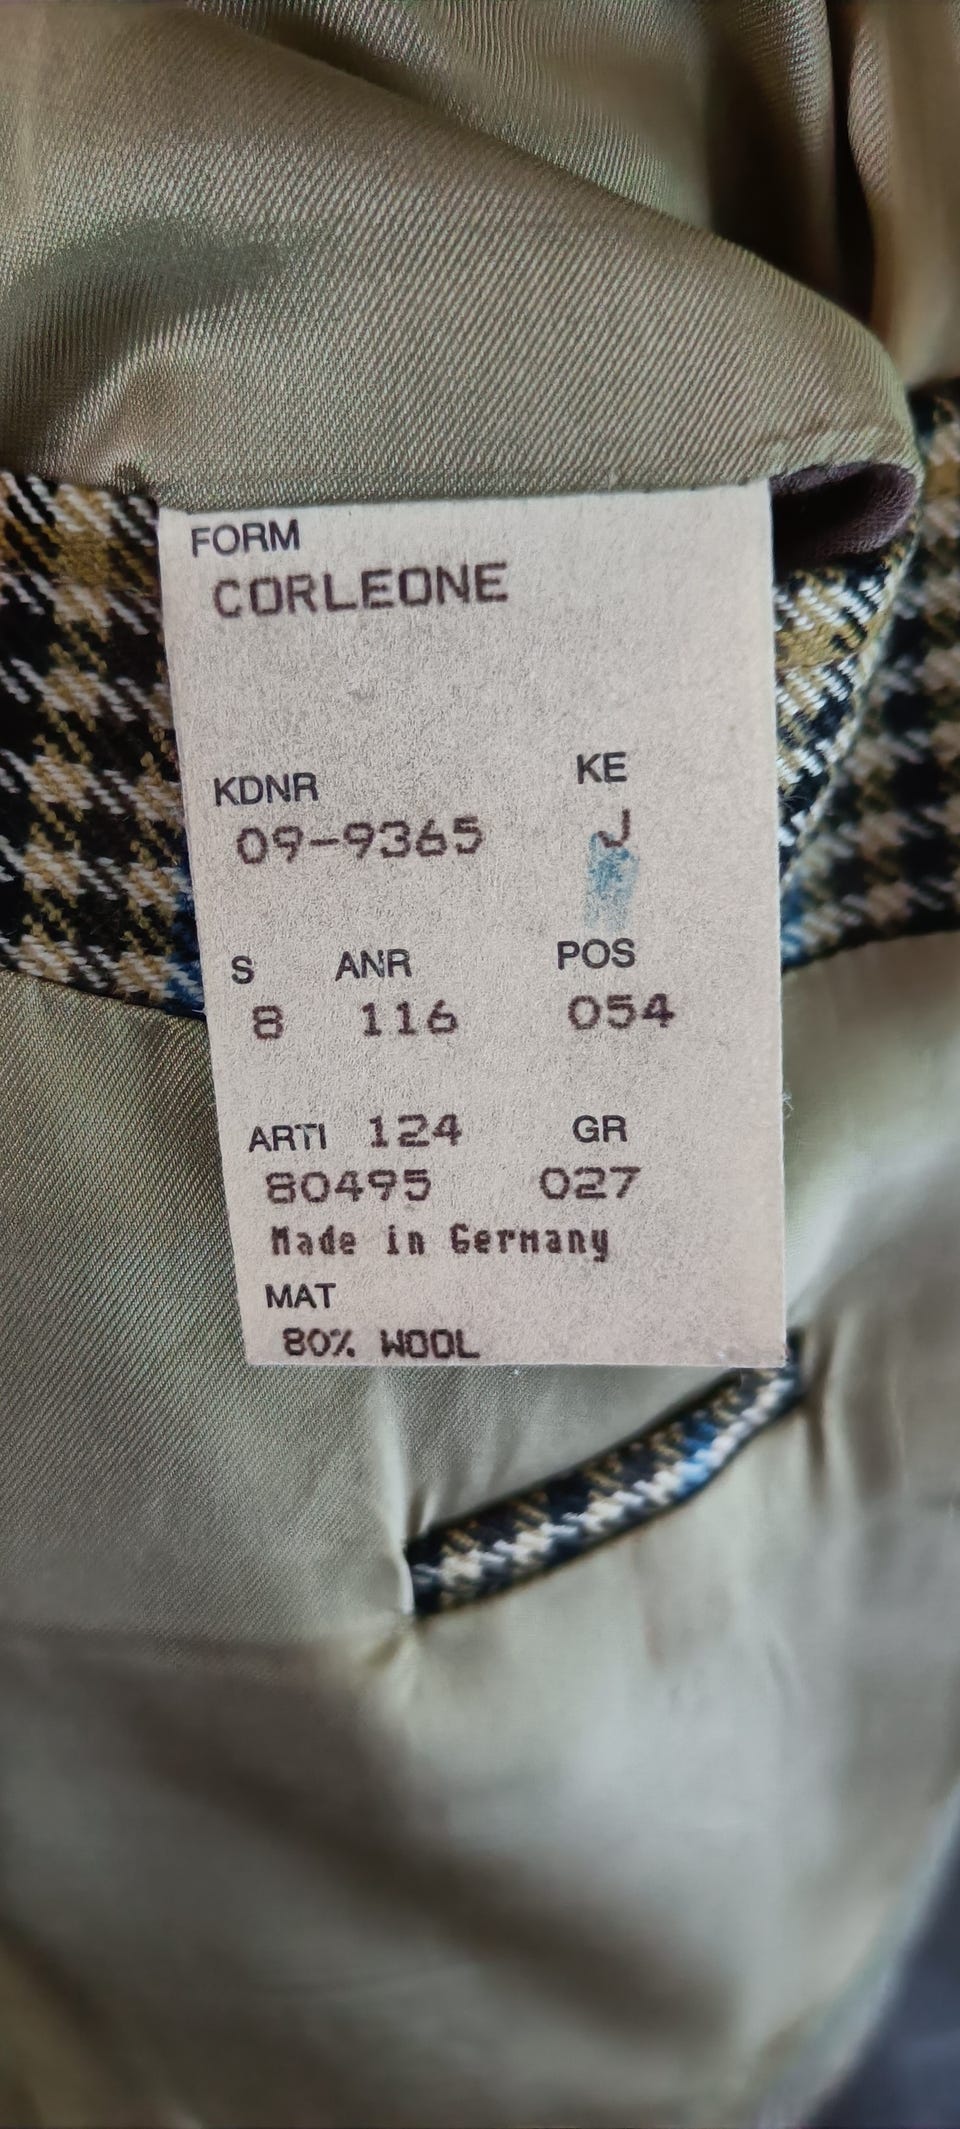 FORM
CORLEONE
KDNR KE
09-9365 J
S ANR POS
8 116 054
ARTI 124 GR
80495 027
Made in Germany
MAT
80% WOOL